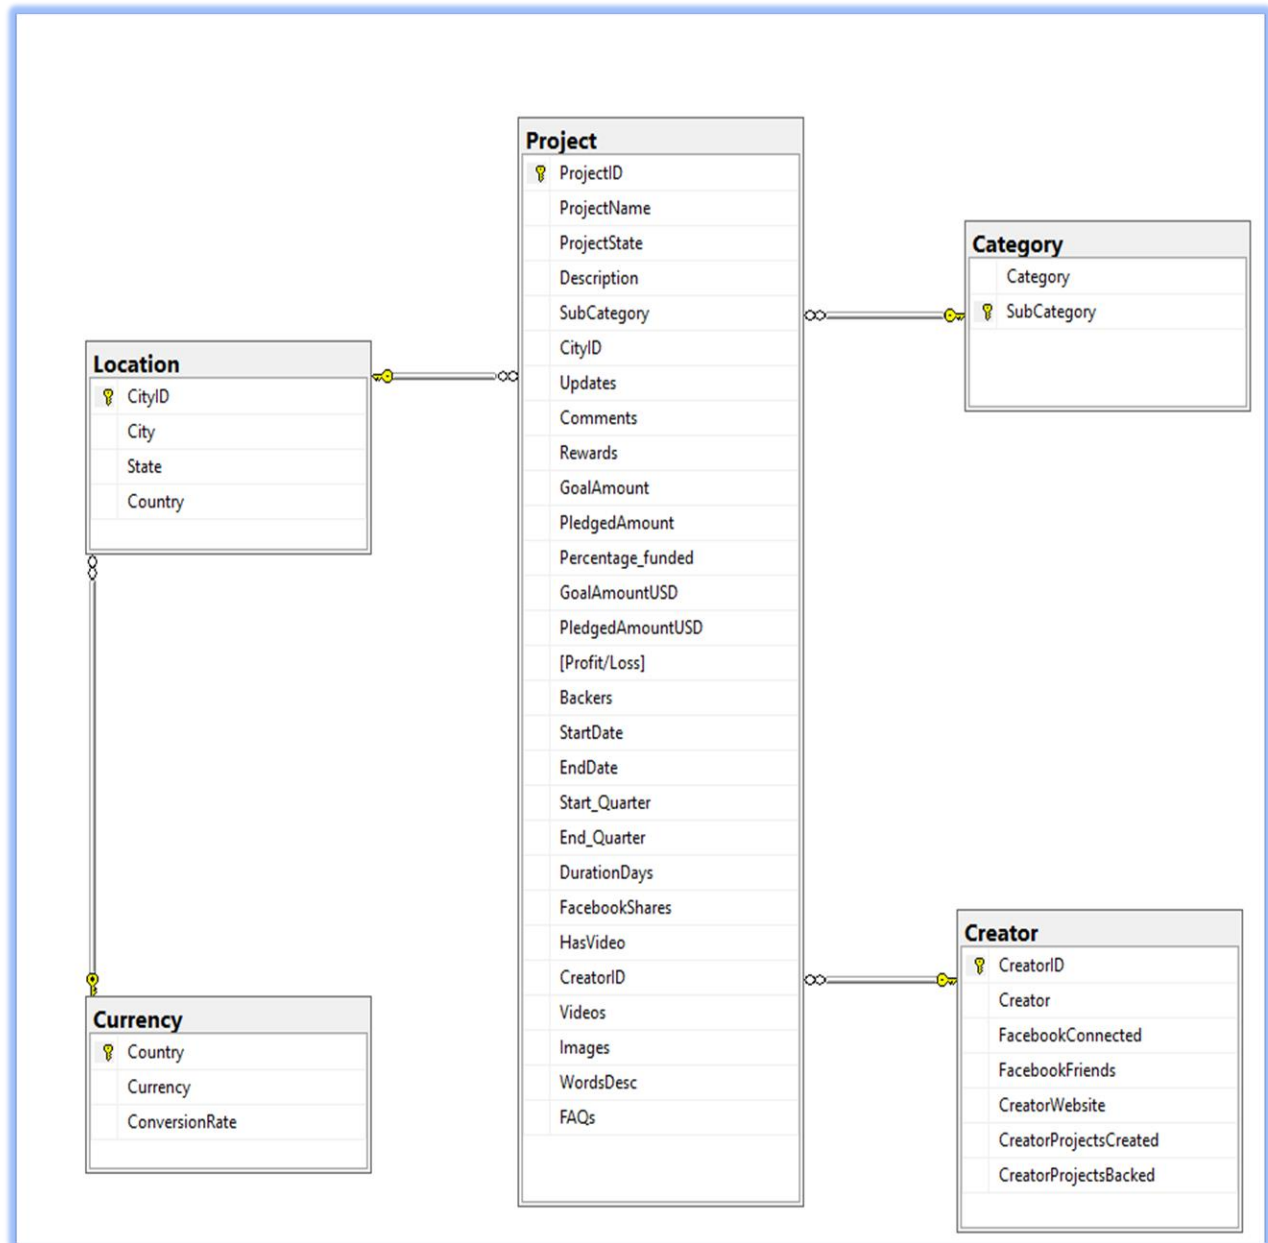 Project
ProjectID
ProjectName
ProjectState
Description
SubCategory
CityID
Updates
Comments
Rewards
GoalAmount
PledgedAmount
Percentage_funded
GoalAmountUSD
PledgedAmountUSD
[Profit/Loss]
Backers
StartDate
EndDate
Start_Quarter
End_Quarter
DurationDays
FacebookShares
HasVideo
CreatorID
Videos
Images
WordsDesc
FAQs
Category
Category
SubCategory
Location
CityID
City
State
Country
Currency
Country
Currency
ConversionRate
Creator
CreatorID
Creator
FacebookConnected
FacebookFriends
CreatorWebsite
CreatorProjectsCreated
CreatorProjectsBacked